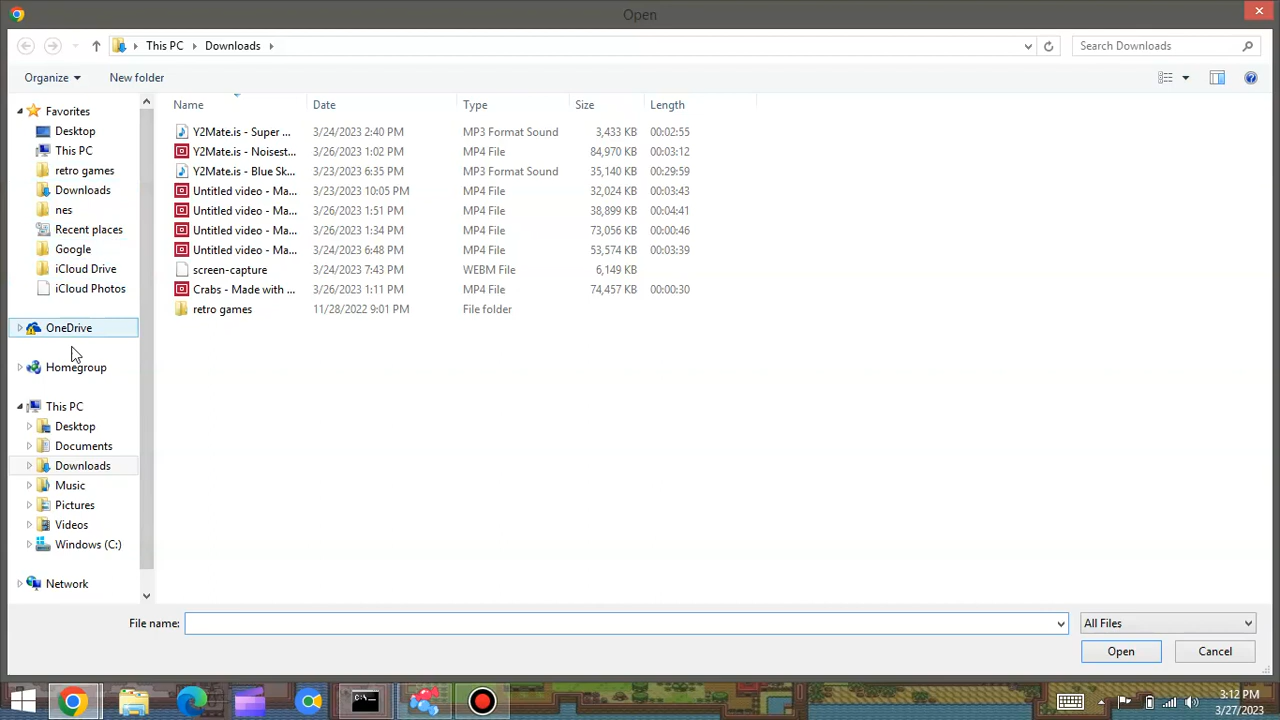 Open
This PC Downloads Search Downloads
Organize New folder
Name Date Type Size Length
Y2Mate.is - Super ... 3/24/2023 2:40 PM MP3 Format Sound 3,433 KB 00:02:55
Y2Mate.is - Noisest... 3/26/2023 1:02 PM MP4 File 84,970 KB 00:03:12
Y2Mate.is - Blue Sk... 3/23/2023 6:35 PM MP3 Format Sound 35,140 KB 00:29:59
Untitled video - Ma... 3/23/2023 10:05 PM MP4 File 32,024 KB 00:03:43
Untitled video - Ma... 3/26/2023 1:51 PM MP4 File 38,899 KB 00:04:41
Untitled video - Ma... 3/26/2023 1:34 PM MP4 File 73,056 KB 00:00:46
Untitled video - Ma... 3/24/2023 6:48 PM MP4 File 53,574 KB 00:03:39
screen-capture 3/24/2023 7:43 PM WEBM File 6,149 KB
Crabs - Made with ... 3/26/2023 1:11 PM MP4 File 74,457 KB 00:00:30
retro games 11/28/2022 9:01 PM File folder
Favorites
Desktop
This PC
retro games
Downloads
nes
Recent places
Google
iCloud Drive
iCloud Photos
OneDrive
Homegroup
This PC
Desktop
Documents
Downloads
Music
Pictures
Videos
Windows (C:)
Network
File name: All Files
Open Cancel
3:12 PM
3/27/2023